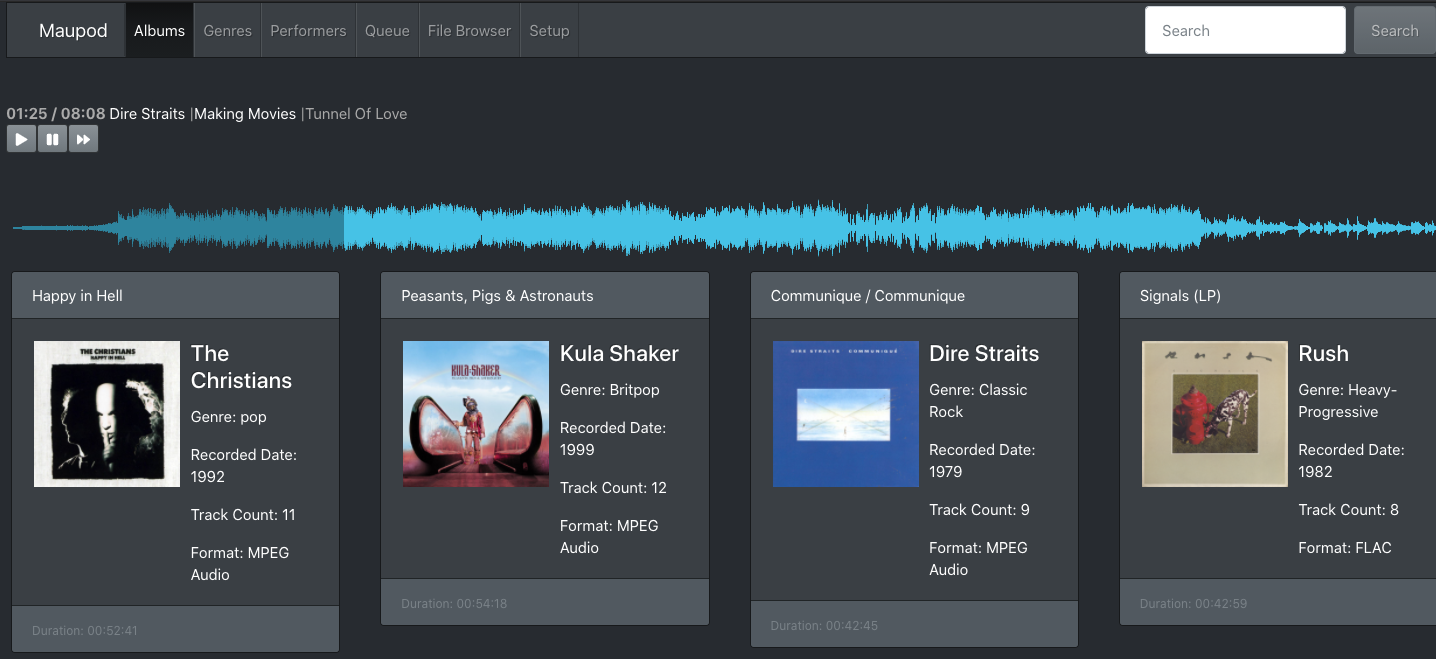 Maupod Albums Genres Performers Queue File Browser Setup Search Search
01:25 / 08:08 Dire Straits |Making Movies |Tunnel Of Love
Happy in Hell
THE CHRISTIANS
HAPPY IN HELL
The
Christians
Genre: pop
Recorded Date:
1992
Track Count: 11
Format: MPEG
Audio
Duration: 00:52:41
Peasants, Pigs & Astronauts
KULA-SHAKER
Kula Shaker
Genre: Britpop
Recorded Date:
1999
Track Count: 12
Format: MPEG
Audio
Duration: 00:54:18
Communique / Communique
DIRE STRAITS COMMUNIQUÉ
Dire Straits
Genre: Classic
Rock
Recorded Date:
1979
Track Count: 9
Format: MPEG
Audio
Duration: 00:42:45
Signals (LP)
rush
Rush
Genre: Heavy-
Progressive
Recorded Date:
1982
Track Count: 8
Format: FLAC
Duration: 00:42:59